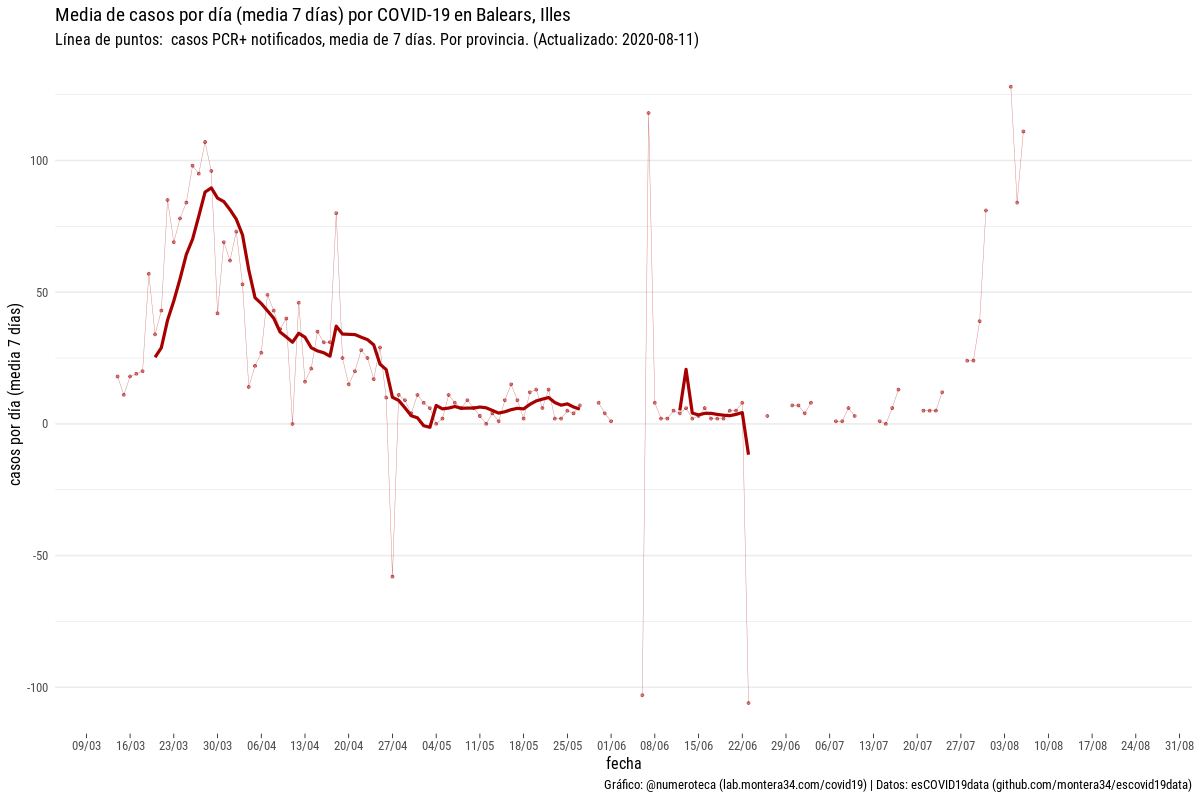 Media de casos por día (media 7 días) por COVID-19 en Balears, Illes
Línea de puntos:  casos PCR+ notificados, media de 7 días. Por provincia. (Actualizado: 2020-08-11)
casos por día (media 7 días)
100
50
0
-50
-100
09/03 16/03 23/03 30/03 06/04 13/04 20/04 27/04 04/05 11/05 18/05 25/05 01/06 08/06 15/06 22/06 29/06 06/07 13/07 20/07 27/07 03/08 10/08 17/08 24/08 31/08
fecha
Gráfico: @numeroteca (lab.montera34.com/covid19) | Datos: esCOVID19data (github.com/montera34/escovid19data)